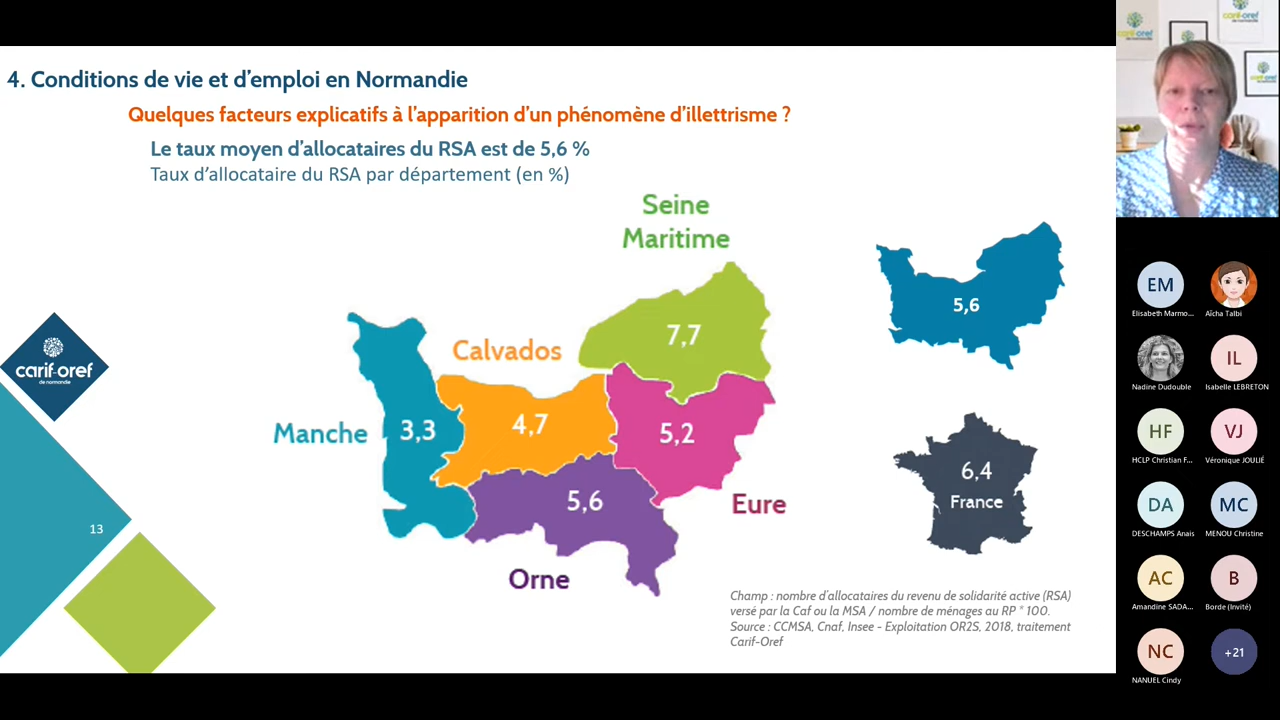 4. Conditions de vie et d'emploi en Normandie
Quelques facteurs explicatifs à l'apparition d'un phénomène d'illettrisme ?
Le taux moyen d'allocataires du RSA est de 5,6 %
Taux d'allocataire du RSA par département (en %)
Seine
Maritime
7,7
Calvados
4,7
Manche
3,3
5,2
Eure
5,6
Orne
5,6
6,4
France
carif-oref
de normandie
13
Champ : nombre d'allocataires du revenu de solidarité active (RSA)
versé par la Caf ou la MSA / nombre de ménages au RP * 100.
Source : CCMSA, Cnaf, Insee - Exploitation OR2S, 2018, traitement
Carif-Oref
carif-oref
EM
Elisabeth Marmo...
Aïcha Talbi
Nadine Dudouble
IL
Isabelle LEBRETON
HF
HCLP Christian F...
VJ
Véronique JOULIÉ
DA
DESCHAMPS Anais
MC
MENOU Christine
AC
Amandine SADA...
B
Borde (Invité)
NC
NANUEL Cindy
+21